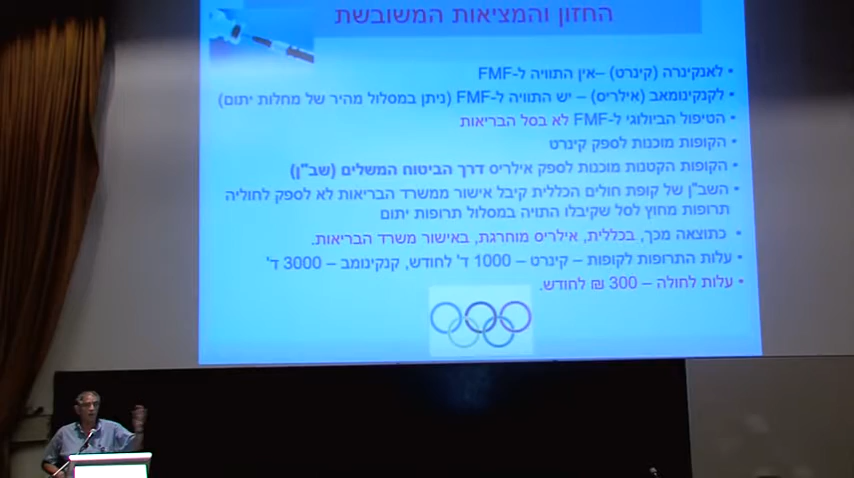 החזון והמציאות המשובשת
• לאנקינרה (קינרט) –אין התוויה ל-FMF
• לקנקינומאב (אילריס) – יש התוויה ל-FMF (ניתן במסלול מהיר של מחלות יתום)
• הטיפול הביולוגי ל-FMF לא בסל הבריאות
• הקופות מוכנות לספק קינרט
• הקופות הקטנות מוכנות לספק אילריס דרך הביטוח המשלים (שב"ן)
• השב"ן של קופת חולים הכללית קיבל אישור ממשרד הבריאות לא לספק לחוליה
תרופות מחוץ לסל שקיבלו התויה במסלול תרופות יתום
• כתוצאה מכך, בכללית, אילריס מוחרגת, באישור משרד הבריאות.
• עלות התרופות לקופות – קינרט – 1000 ד' לחודש, קנקינומב – 3000 ד'
• עלות לחולה – 300 ₪ לחודש.